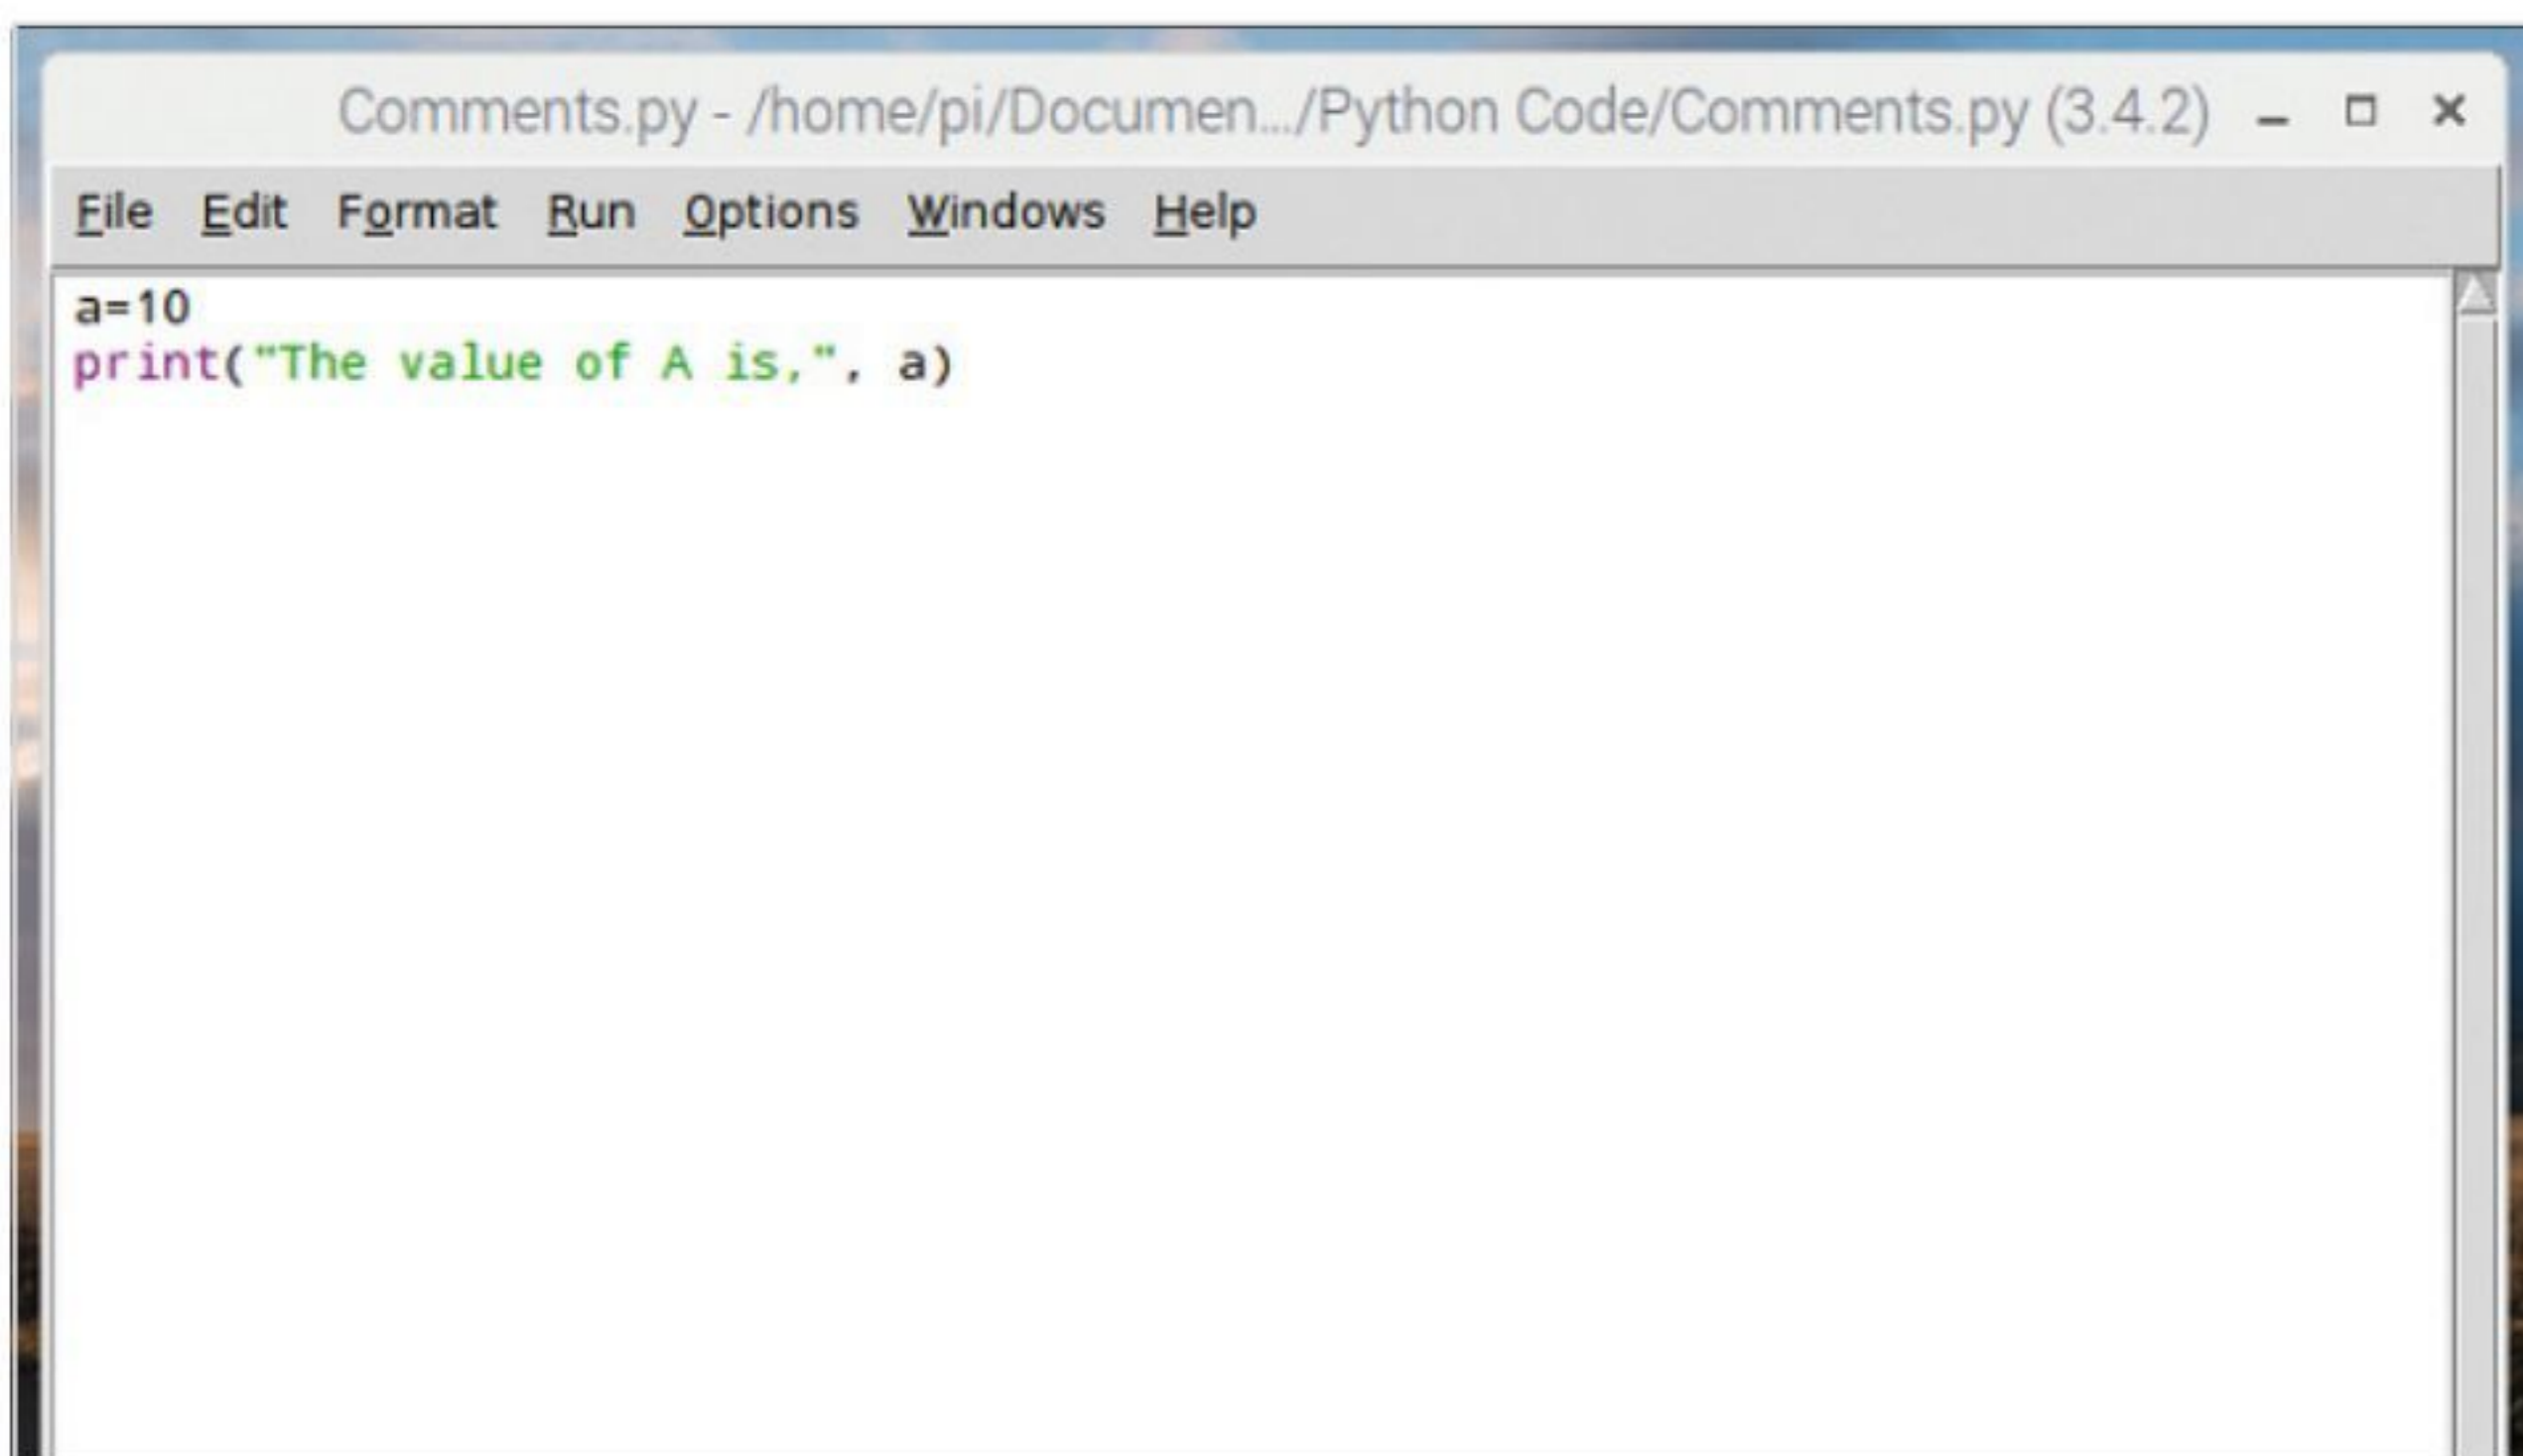 Comments.py - /home/pi/Documen.../Python Code/Comments.py (3.4.2)
File Edit Format Run Options Windows Help
a=10
print("The value of A is,", a)